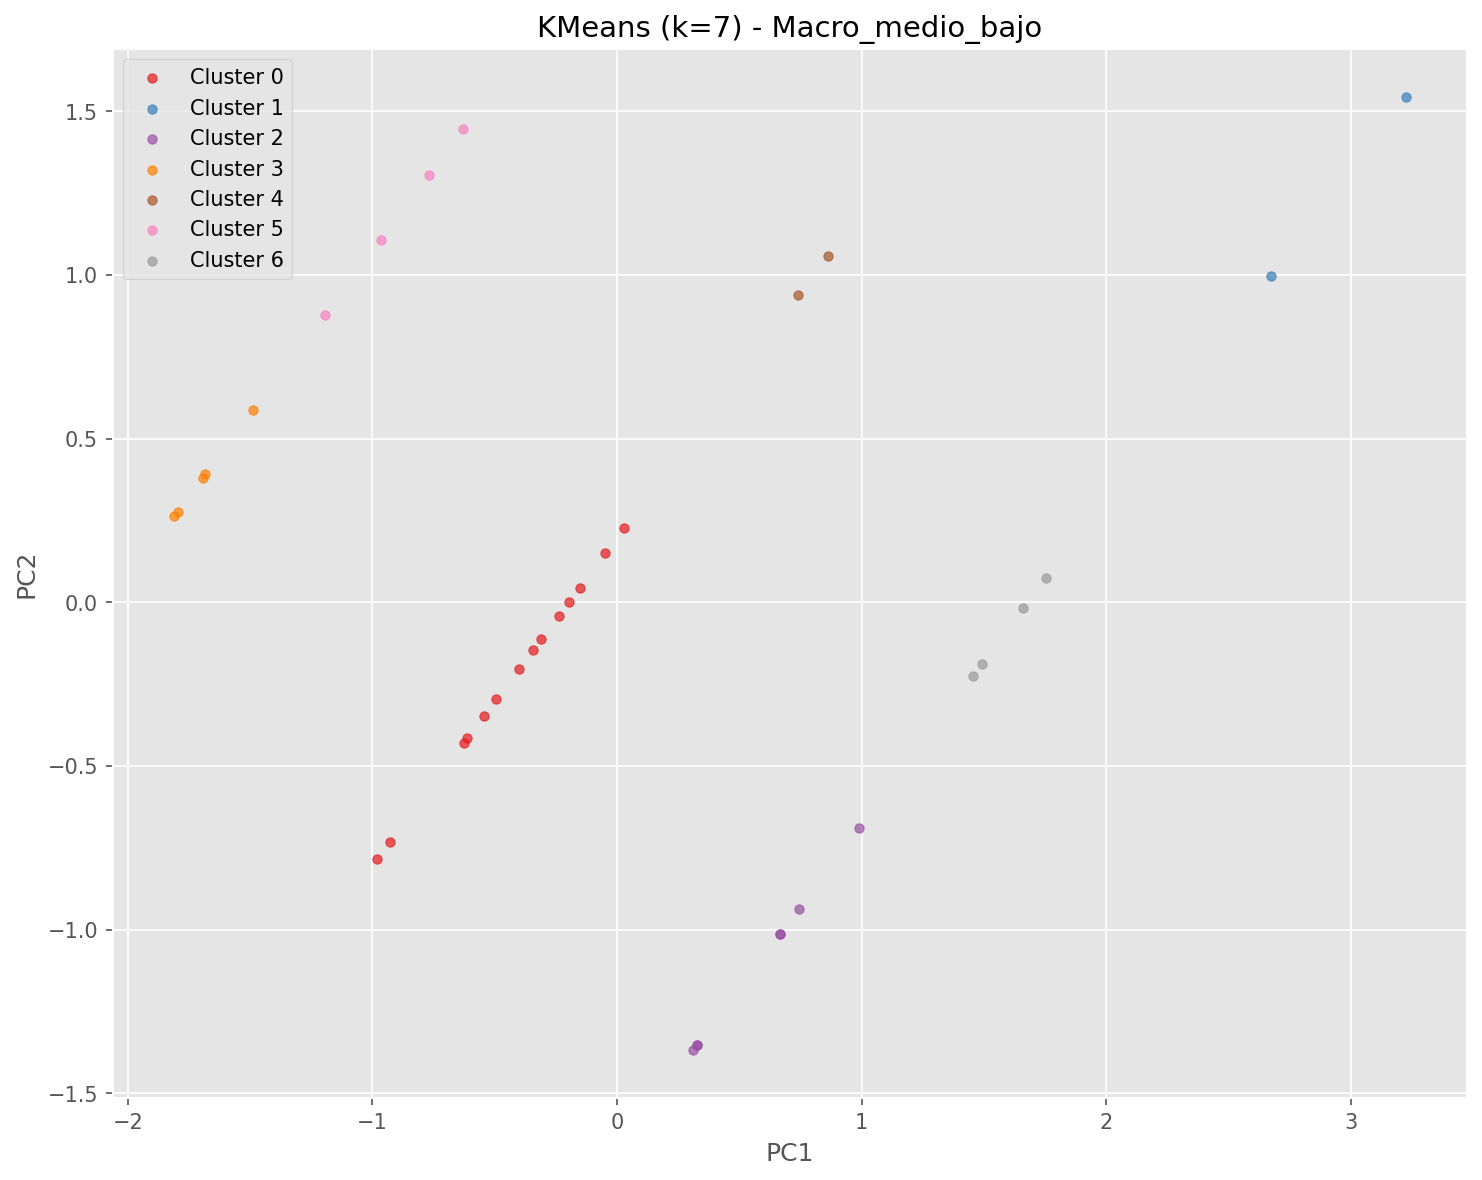 KMeans (k=7) - Macro_medio_bajo
Cluster 0
Cluster 1
Cluster 2
Cluster 3
Cluster 4
Cluster 5
Cluster 6
1.5
1.0
0.5
0.0
−0.5
−1.0
−1.5
PC2
−2
−1
0
1
2
3
PC1